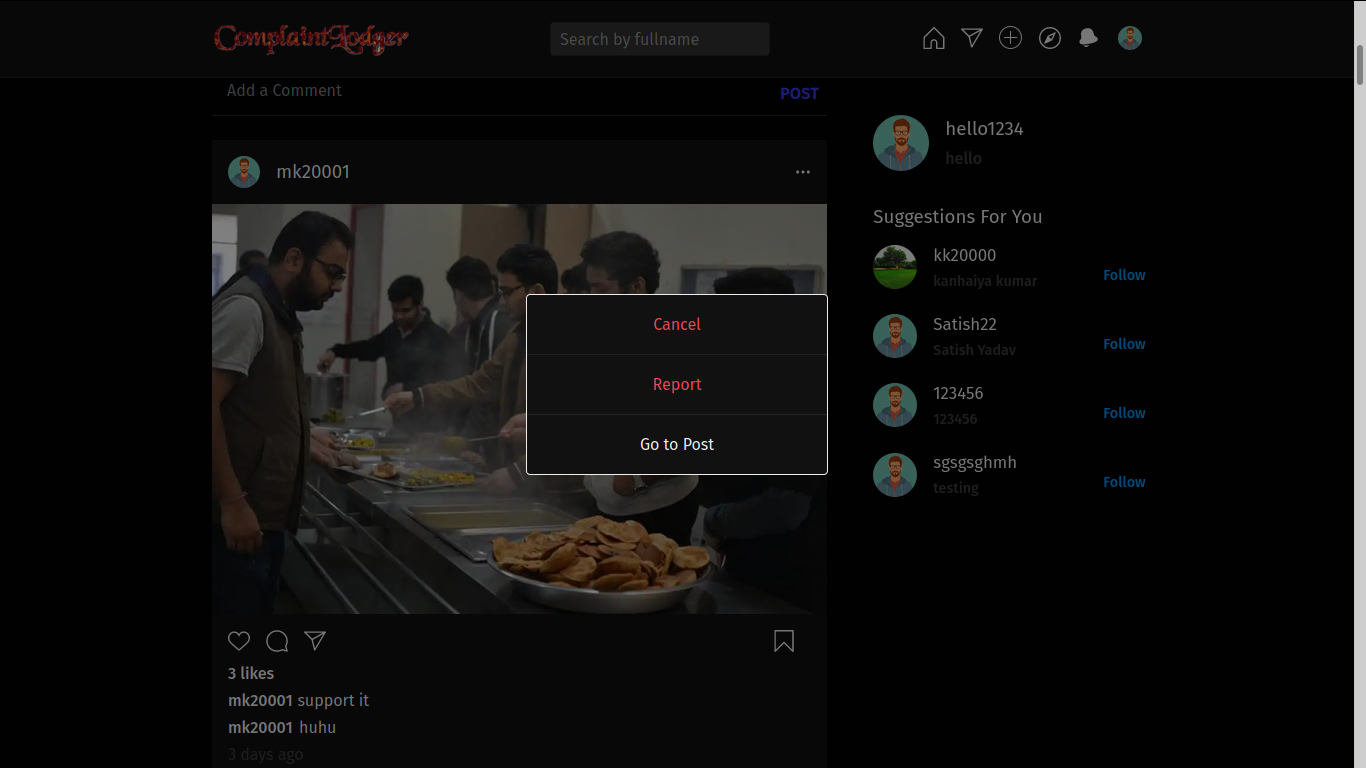 ComplaintLodger
Search by fullname
Add a Comment
POST
mk20001
Cancel
Report
Go to Post
3 likes
mk20001 support it
mk20001 huhu
3 days ago
hello1234
hello
Suggestions For You
kk20000
kanhaiya kumar
Follow
Satish22
Satish Yadav
Follow
123456
123456
Follow
sgsgsghmh
testing
Follow